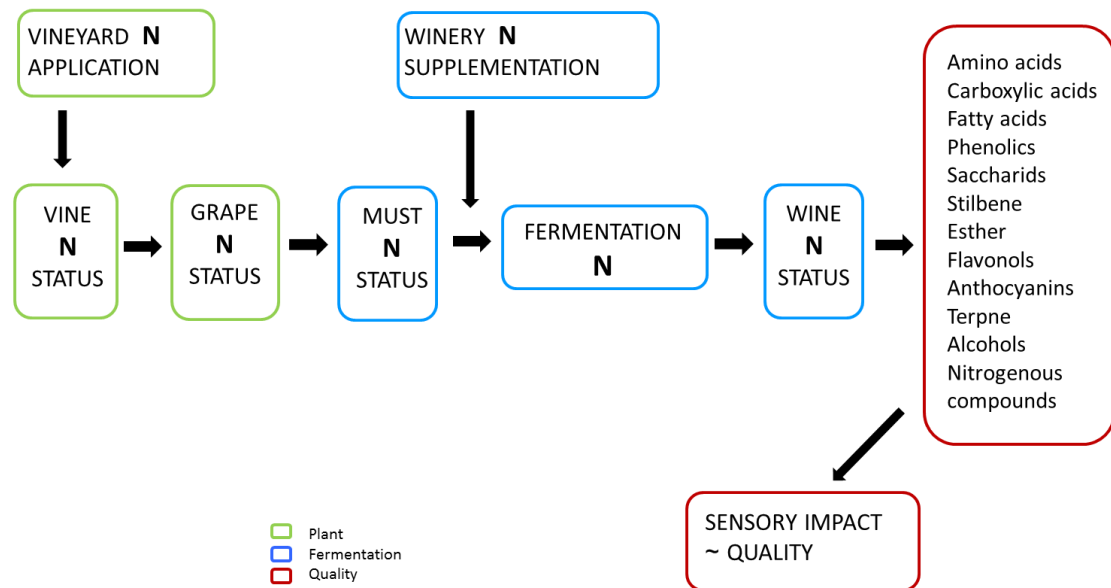 VINEYARD N
APPLICATION
WINERY N
SUPPLEMENTATION
VINE
N
STATUS
GRAPE
N
STATUS
MUST
N
STATUS
FERMENTATION
N
WINE
N
STATUS
Amino acids
Carboxylic acids
Fatty acids
Phenolics
Saccharids
Stilbene
Esther
Flavonols
Anthocyanins
Terpne
Alcohols
Nitrogenous
compounds
SENSORY IMPACT
~ QUALITY
Plant
Fermentation
Quality